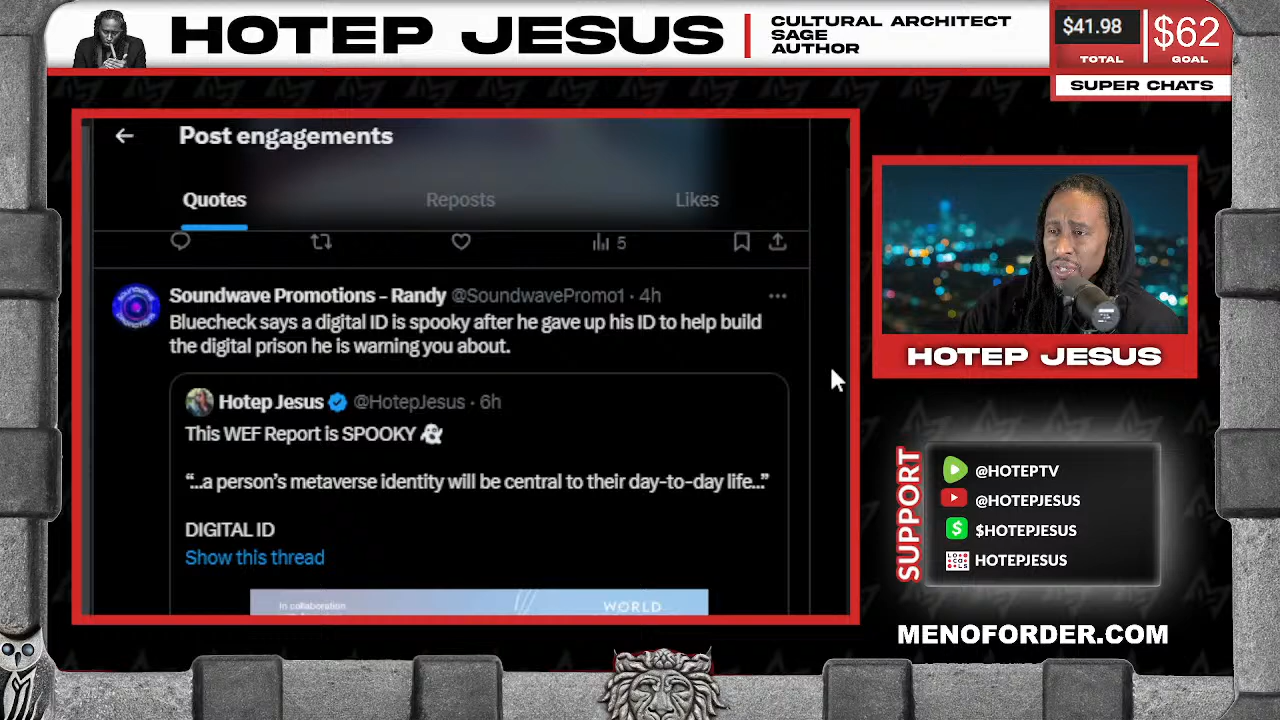 HOTEP JESUS
CULTURAL ARCHITECT
SAGE
AUTHOR
$41.98
TOTAL
$62
GOAL
SUPER CHATS
Post engagements
Quotes
Reposts
Likes
5
Soundwave Promotions - Randy @SoundwavePromo1 · 4h
Bluecheck says a digital ID is spooky after he gave up his ID to help build
the digital prison he is warning you about.
Hotep Jesus @HotepJesus · 6h
This WEF Report is SPOOKY 👻
“...a person’s metaverse identity will be central to their day-to-day life...”
DIGITAL ID
Show this thread
In collaboration
WORLD
HOTEP JESUS
SUPPORT
@HOTEPTV
@HOTEPJESUS
$HOTEPJESUS
LOCALS
HOTEPJESUS
MENOFORDER.COM